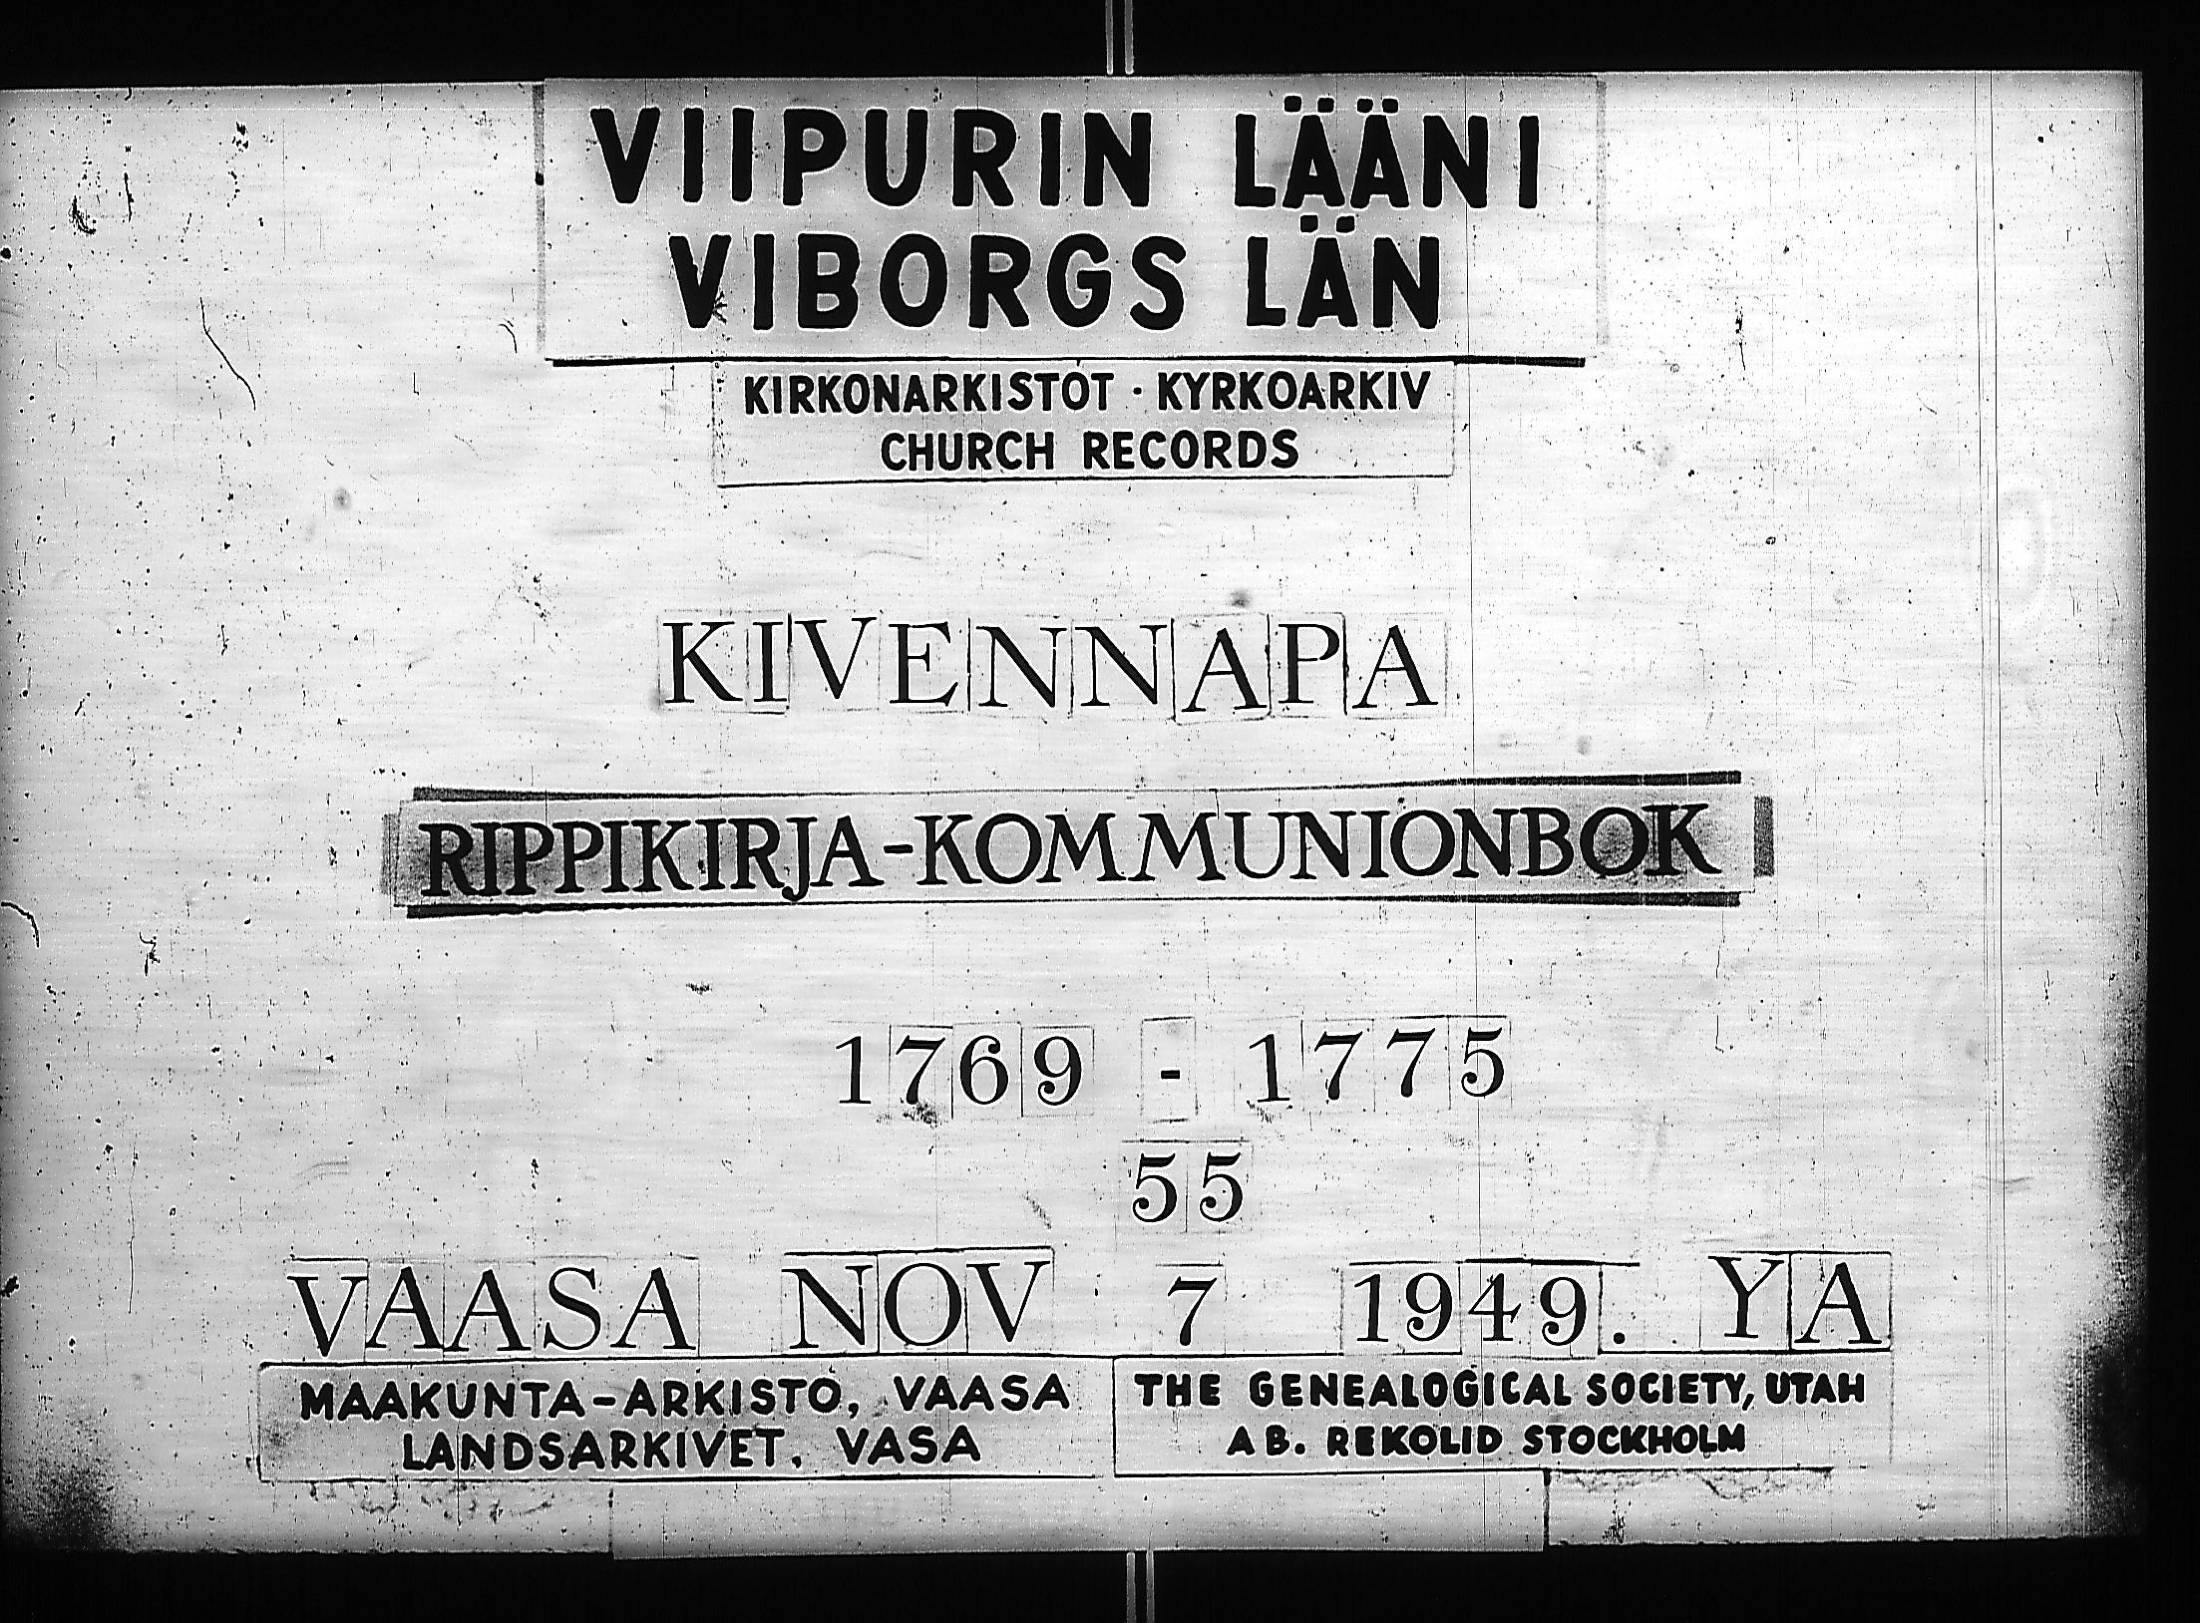 VIIPURIN LÄÄNI
VIBORGS LÄN
KIRKONARKISTOT · KYRKOARKIV
CHURCH RECORDS
KIVENNAPA
RIPPIKIRJA-KOMMUNIONBOK
1769 - 1775
55
VAASA NOV 7 1949. YA
MAAKUNTA-ARKISTO, VAASA
LANDSARKIVET, VASA
THE GENEALOGICAL SOCIETY, UTAH
AB. REKOLID STOCKHOLM